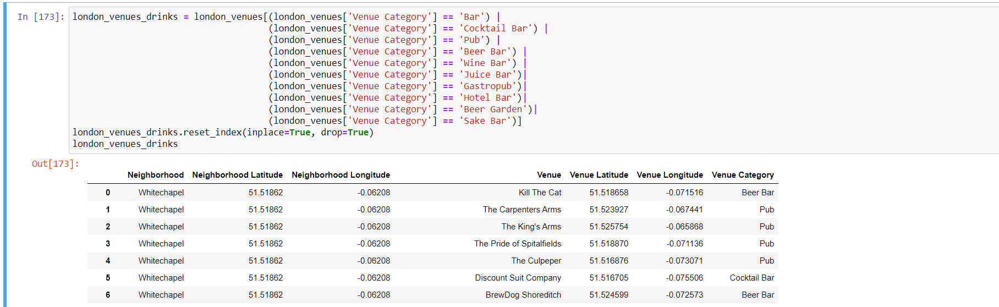 In [173]: london_venues_drinks = london_venues[(london_venues['Venue Category'] == 'Bar') |
(london_venues['Venue Category'] == 'Cocktail Bar') |
(london_venues['Venue Category'] == 'Pub') |
(london_venues['Venue Category'] == 'Beer Bar') |
(london_venues['Venue Category'] == 'Wine Bar') |
(london_venues['Venue Category'] == 'Juice Bar')|
(london_venues['Venue Category'] == 'Gastropub')|
(london_venues['Venue Category'] == 'Hotel Bar')|
(london_venues['Venue Category'] == 'Beer Garden')|
(london_venues['Venue Category'] == 'Sake Bar')]
london_venues_drinks.reset_index(inplace=True, drop=True)
london_venues_drinks
Out[173]:
Neighborhood Neighborhood Latitude Neighborhood Longitude Venue Venue Latitude Venue Longitude Venue Category
0 Whitechapel 51.51862 -0.06208 Kill The Cat 51.518658 -0.071516 Beer Bar
1 Whitechapel 51.51862 -0.06208 The Carpenters Arms 51.523927 -0.067441 Pub
2 Whitechapel 51.51862 -0.06208 The King's Arms 51.525754 -0.065868 Pub
3 Whitechapel 51.51862 -0.06208 The Pride of Spitalfields 51.518870 -0.071136 Pub
4 Whitechapel 51.51862 -0.06208 The Culpeper 51.516876 -0.073071 Pub
5 Whitechapel 51.51862 -0.06208 Discount Suit Company 51.516705 -0.075506 Cocktail Bar
6 Whitechapel 51.51862 -0.06208 BrewDog Shoreditch 51.524599 -0.072573 Beer Bar